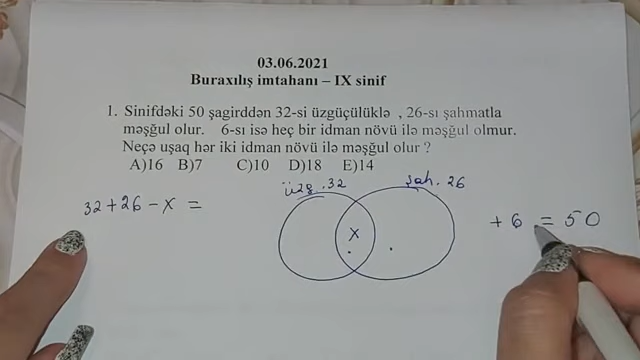 03.06.2021
Buraxılış imtahanı – IX sinif
1. Sinifdəki 50 şagirddən 32-si üzgüçülüklə , 26-sı şahmatla
məşğul olur. 6-sı isə heç bir idman növü ilə məşğul olmur.
Neçə uşaq hər iki idman növü ilə məşğul olur ?
A)16 B)7 C)10 D)18 E)14
üzg. 32 şah. 26
32+26-x =
x
+ 6 = 50